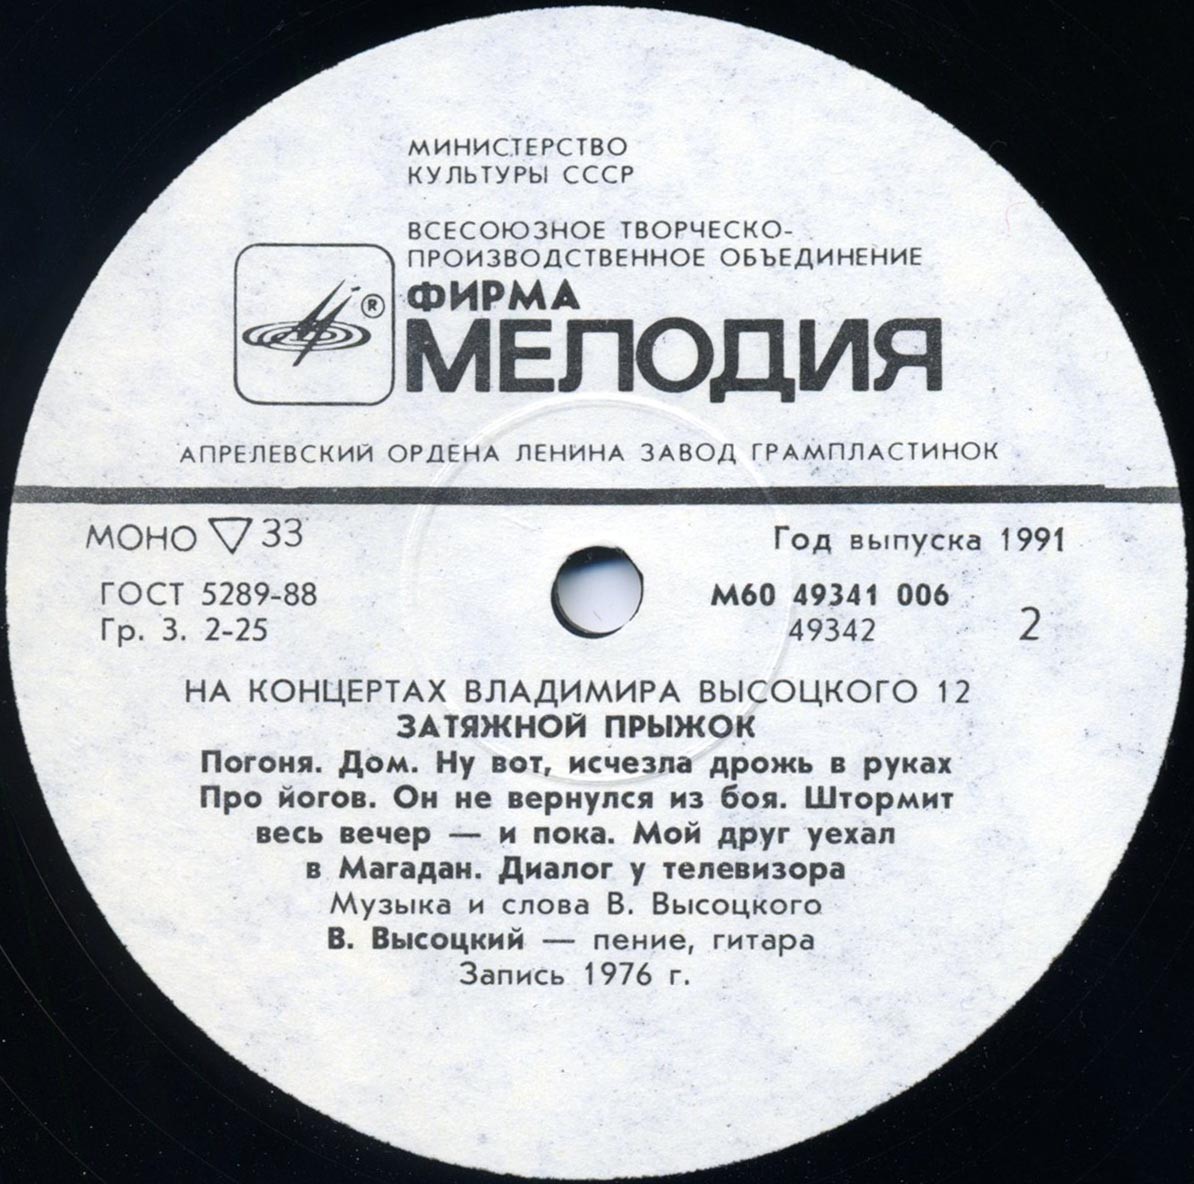 МИНИСТЕРСТВО
КУЛЬТУРЫ СССР
ВСЕСОЮЗНОЕ ТВОРЧЕСКО-
ПРОИЗВОДСТВЕННОЕ ОБЪЕДИНЕНИЕ
ФИРМА
®
МЕЛОДИЯ
АПРЕЛЕВСКИЙ ОРДЕНА ЛЕНИНА ЗАВОД ГРАМПЛАСТИНОК
МОНО ▽ 33 Год выпуска 1991
ГОСТ 5289-88 М60 49341 006
Гр. 3. 2-25 49342 2
НА КОНЦЕРТАХ ВЛАДИМИРА ВЫСОЦКОГО 12
ЗАТЯЖНОЙ ПРЫЖОК
Погоня. Дом. Ну вот, исчезла дрожь в руках
Про йогов. Он не вернулся из боя. Штормит
весь вечер — и пока. Мой друг уехал
в Магадан. Диалог у телевизора
Музыка и слова В. Высоцкого
В. Высоцкий — пение, гитара
Запись 1976 г.